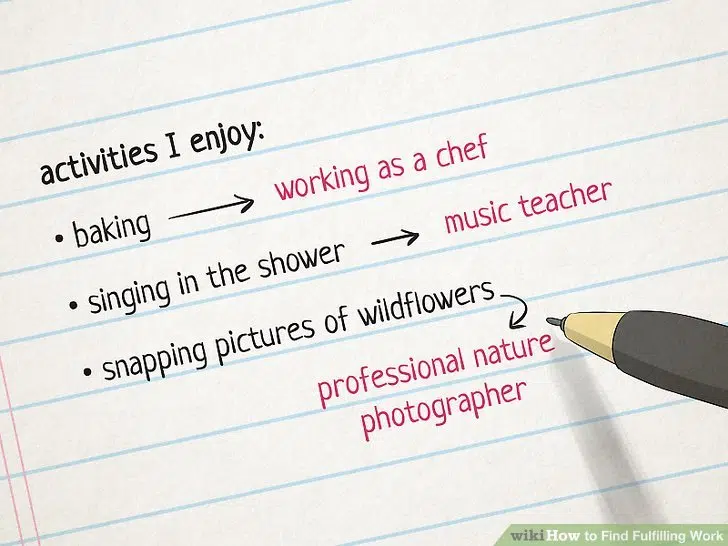 activities I enjoy:
• baking → working as a chef
• singing in the shower → music teacher
• snapping pictures of wildflowers
professional nature
photographer
wikiHow to Find Fulfilling Work